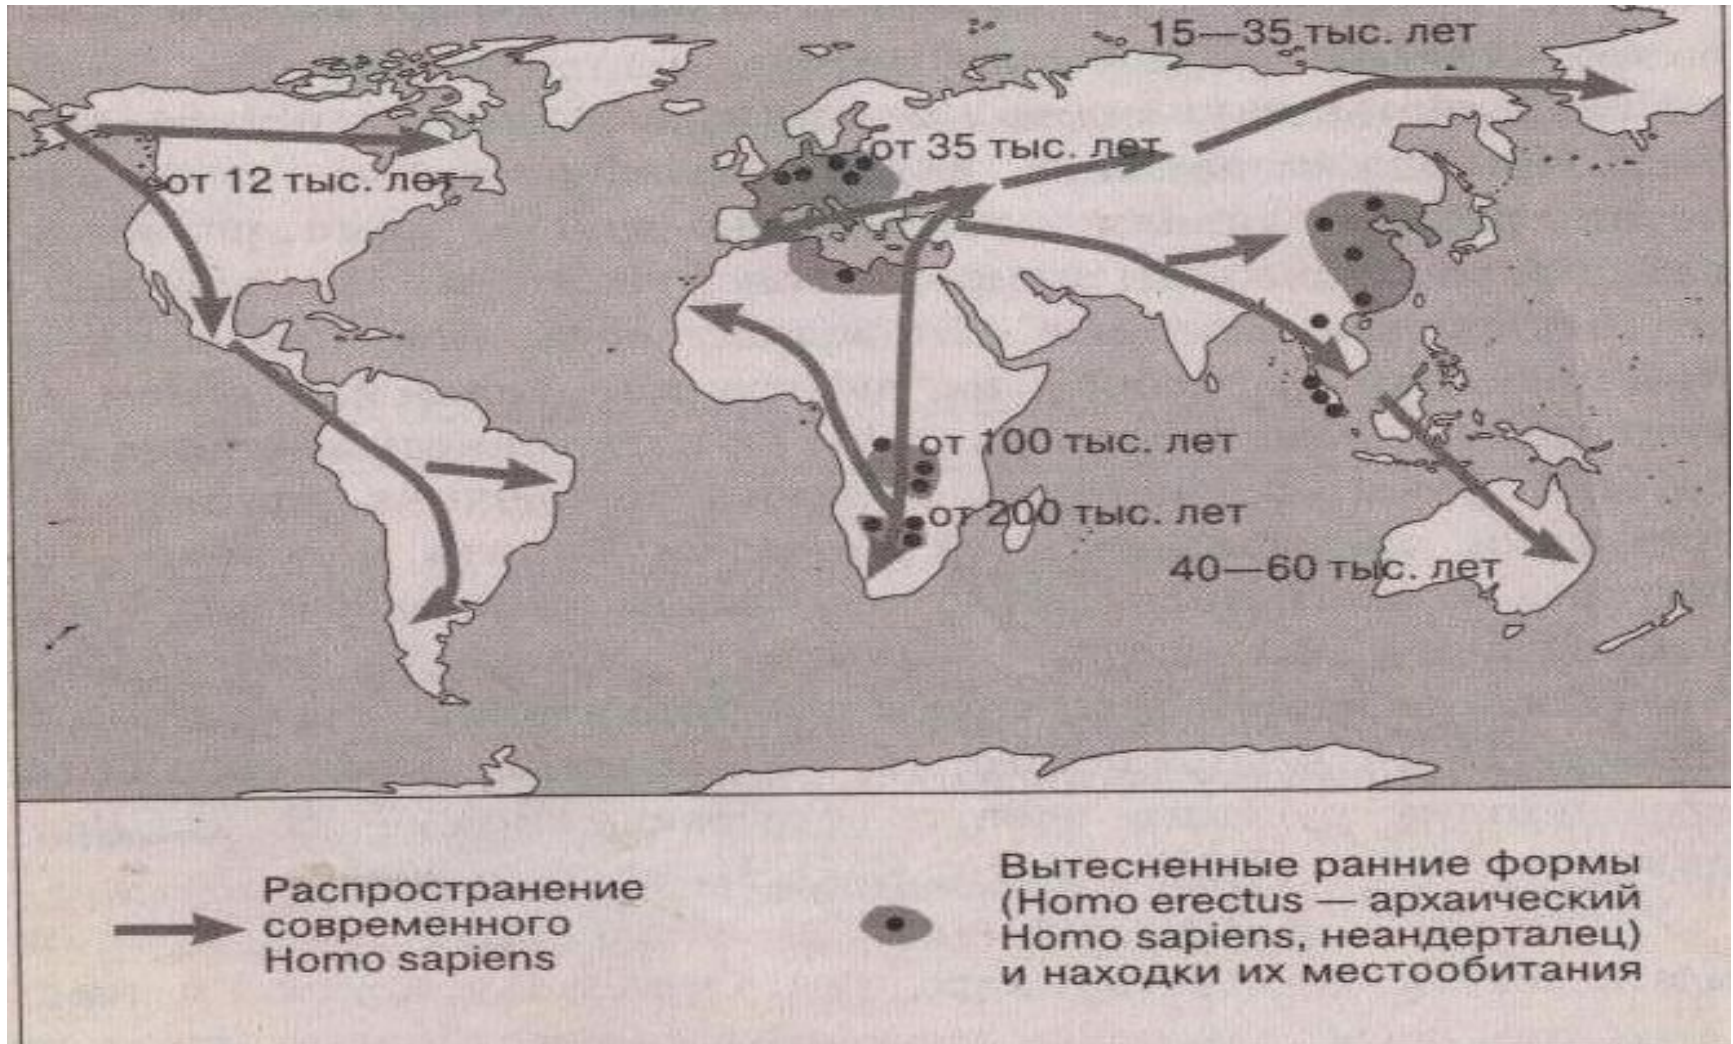 15—35 тыс. лет
от 35 тыс. лет
от 12 тыс. лет
от 100 тыс. лет
от 200 тыс. лет
40—60 тыс. лет
Распространение
современного
Homo sapiens
Вытесненные ранние формы
(Homo erectus — архаический
Homo sapiens, неандерталец)
и находки их местообитания